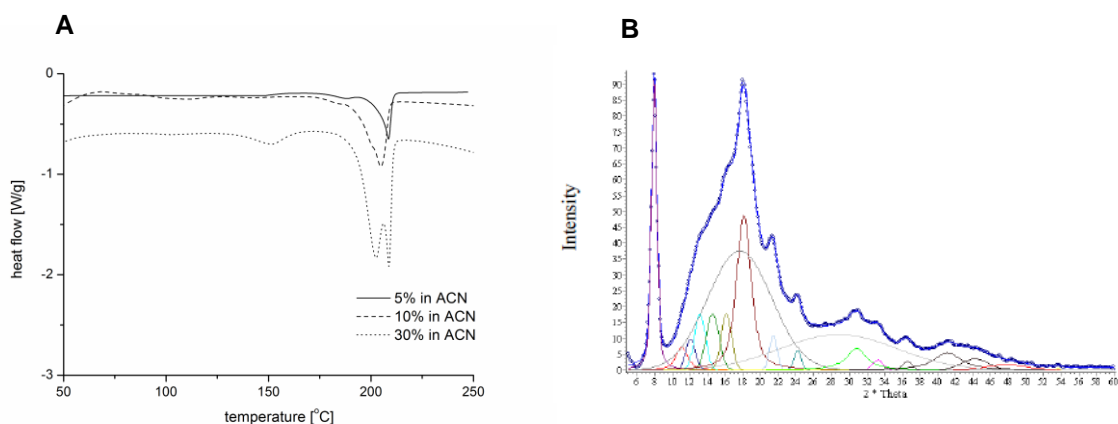 A
B
0
-1
-2
-3
heat flow [W/g]
5% in ACN
10% in ACN
30% in ACN
50 100 150 200 250
temperature [°C]
90
85
80
75
70
65
60
55
50
45
40
35
30
25
20
15
10
5
0
Intensity
6 8 10 12 14 16 18 20 22 24 26 28 30 32 34 36 38 40 42 44 46 48 50 52 54 56 58 60
2 * Theta